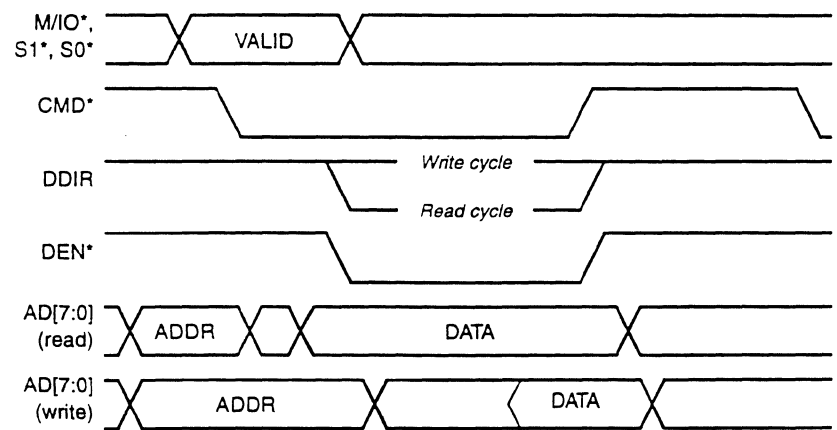 M/IO*,
S1*, S0*
VALID
CMD*
DDIR
Write cycle
Read cycle
DEN*
AD[7:0]
(read)
ADDR
DATA
AD[7:0]
(write)
ADDR
DATA